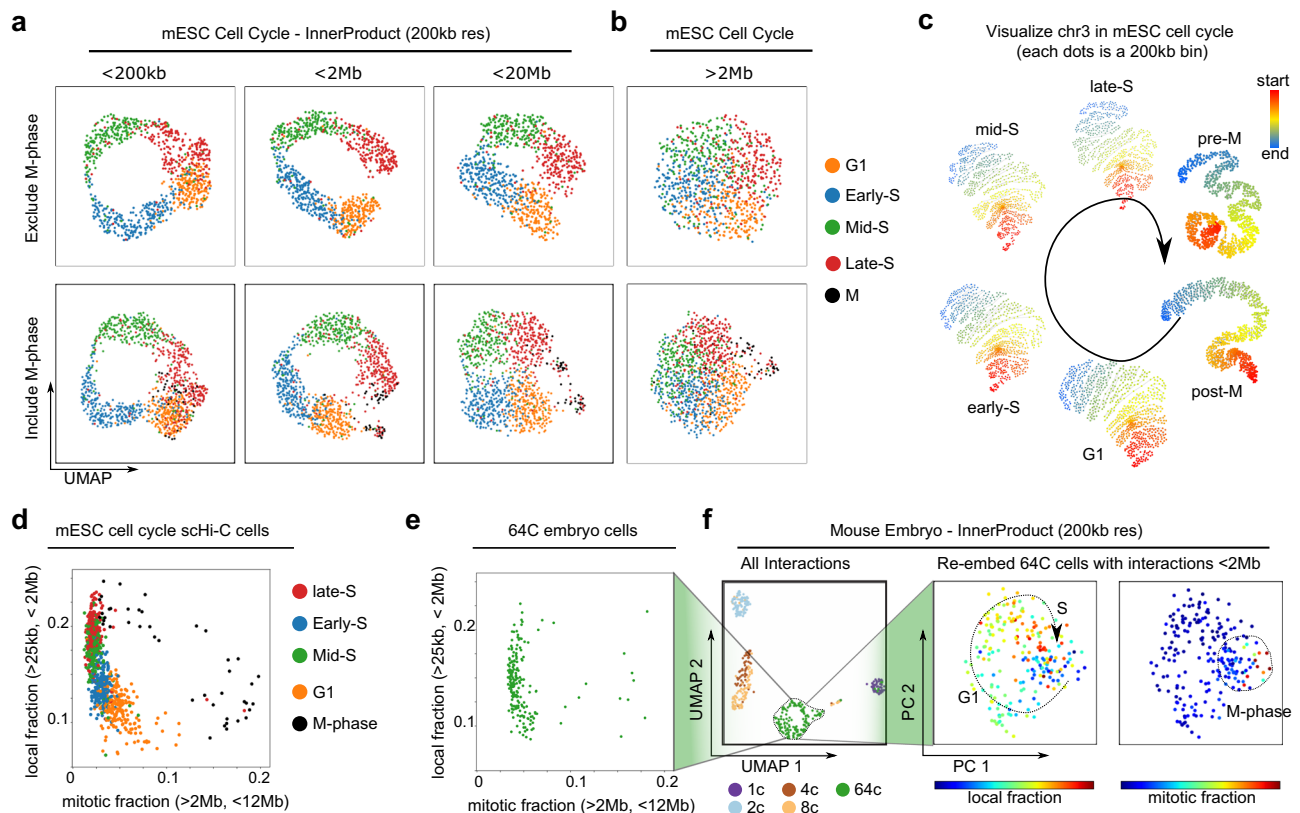 a
mESC Cell Cycle - InnerProduct (200kb res)
<200kb
<2Mb
<20Mb
Exclude M-phase
Include M-phase
UMAP
b
mESC Cell Cycle
>2Mb
G1
Early-S
Mid-S
Late-S
M
c
Visualize chr3 in mESC cell cycle
(each dots is a 200kb bin)
late-S
start
end
mid-S
pre-M
early-S
G1
post-M
d
mESC cell cycle scHi-C cells
local fraction (>25kb, < 2Mb)
0.2
0.1
0
0.1
0.2
mitotic fraction (>2Mb, <12Mb)
late-S
Early-S
Mid-S
G1
M-phase
e
64C embryo cells
local fraction (>25kb, < 2Mb)
0.2
0.1
0
0.1
0.2
mitotic fraction (>2Mb, <12Mb)
f
Mouse Embryo - InnerProduct (200kb res)
All Interactions
UMAP 2
UMAP 1
1c
4c
64c
2c
8c
Re-embed 64C cells with interactions <2Mb
PC 2
PC 1
S
G1
local fraction
M-phase
mitotic fraction